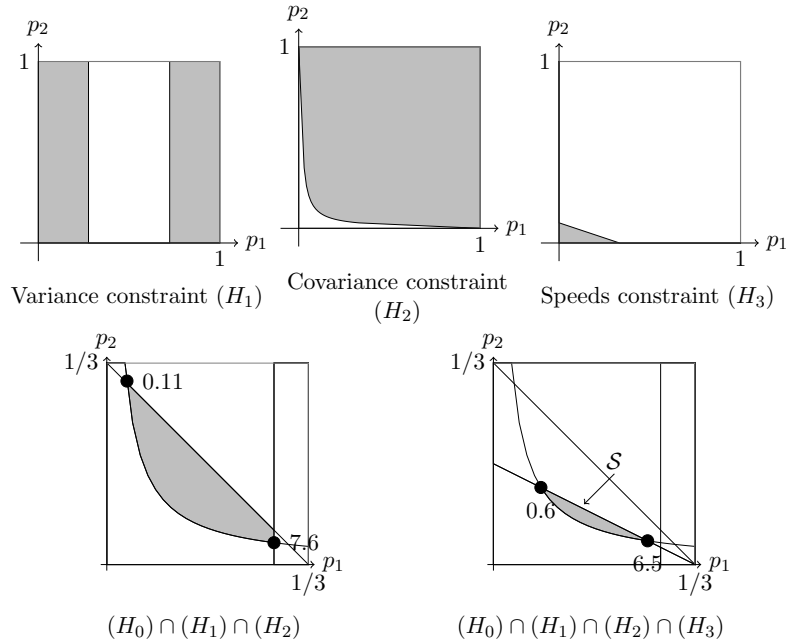 p₂
1
p₁
1
Variance constraint (H₁)
p₂
1
p₁
1
Covariance constraint
(H₂)
p₂
1
p₁
1
Speeds constraint (H₃)
p₂
1/3
0.11
7.6
p₁
1/3
(H₀) ∩ (H₁) ∩ (H₂)
p₂
1/3
𝒮
0.6
6.5
p₁
1/3
(H₀) ∩ (H₁) ∩ (H₂) ∩ (H₃)